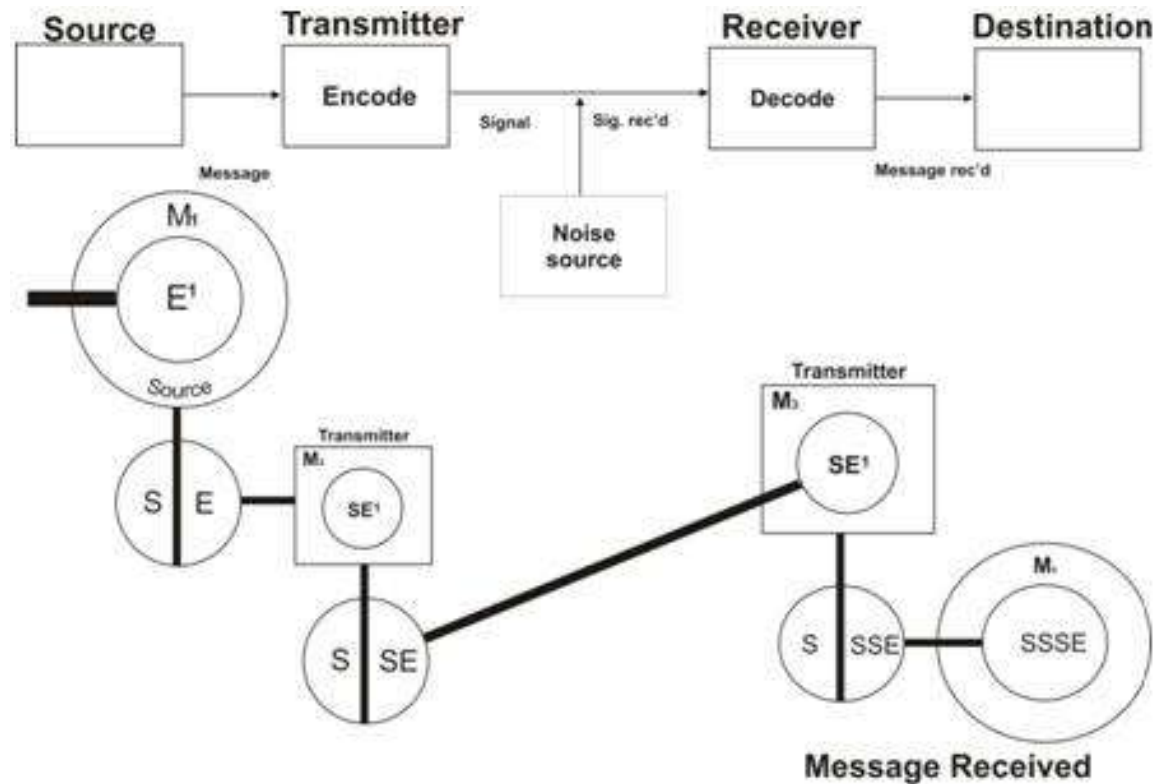 Source
Transmitter
Receiver
Destination
Encode
Decode
Signal
Sig. rec'd
Message
Message rec'd
Noise
source
M₁
E¹
Source
S
E
Transmitter
SE¹
S
SE
Transmitter
SE¹
S
SSE
SSSE
Message Received